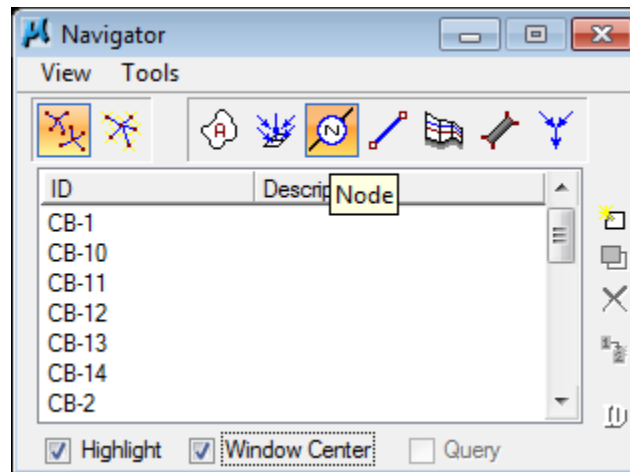 Navigator
View Tools
A
N
ID Descrip
Node
CB-1
CB-10
CB-11
CB-12
CB-13
CB-14
CB-2
Highlight Window Center Query